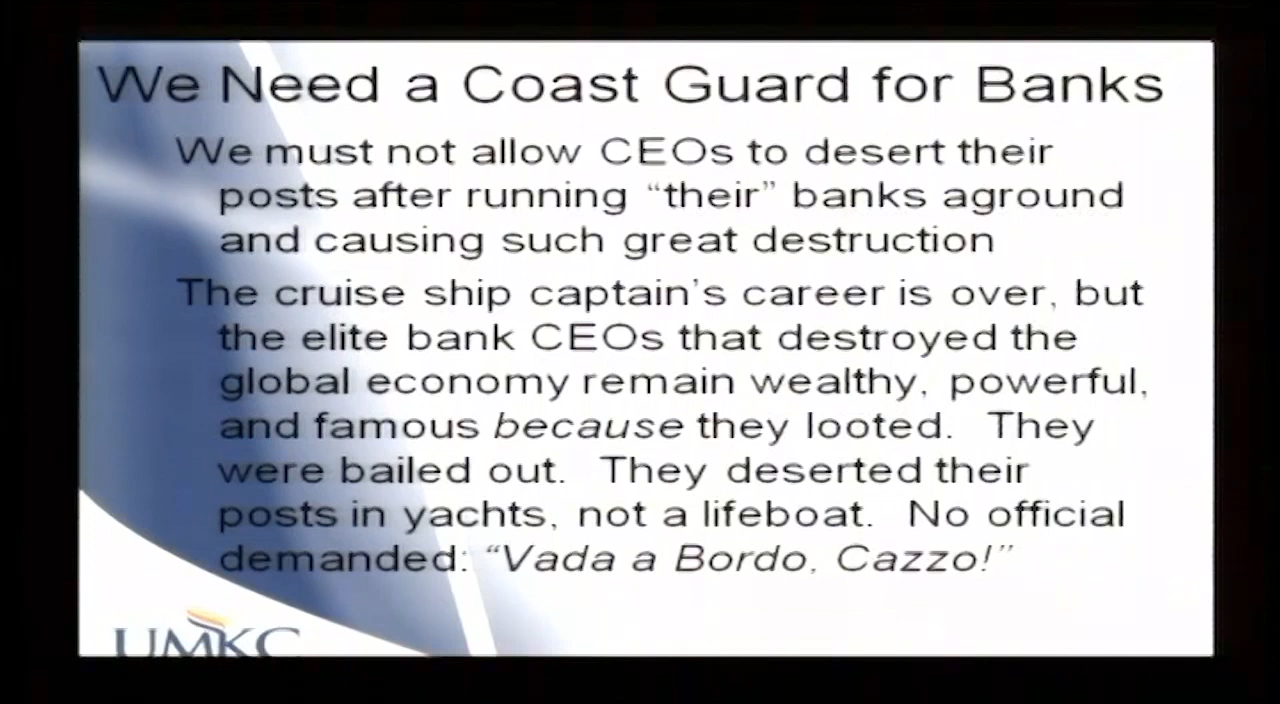 We Need a Coast Guard for Banks
We must not allow CEOs to desert their
posts after running “their” banks aground
and causing such great destruction
The cruise ship captain’s career is over, but
the elite bank CEOs that destroyed the
global economy remain wealthy, powerful,
and famous because they looted.  They
were bailed out.  They deserted their
posts in yachts, not a lifeboat.  No official
demanded: “Vada a Bordo, Cazzo!”
UMKC